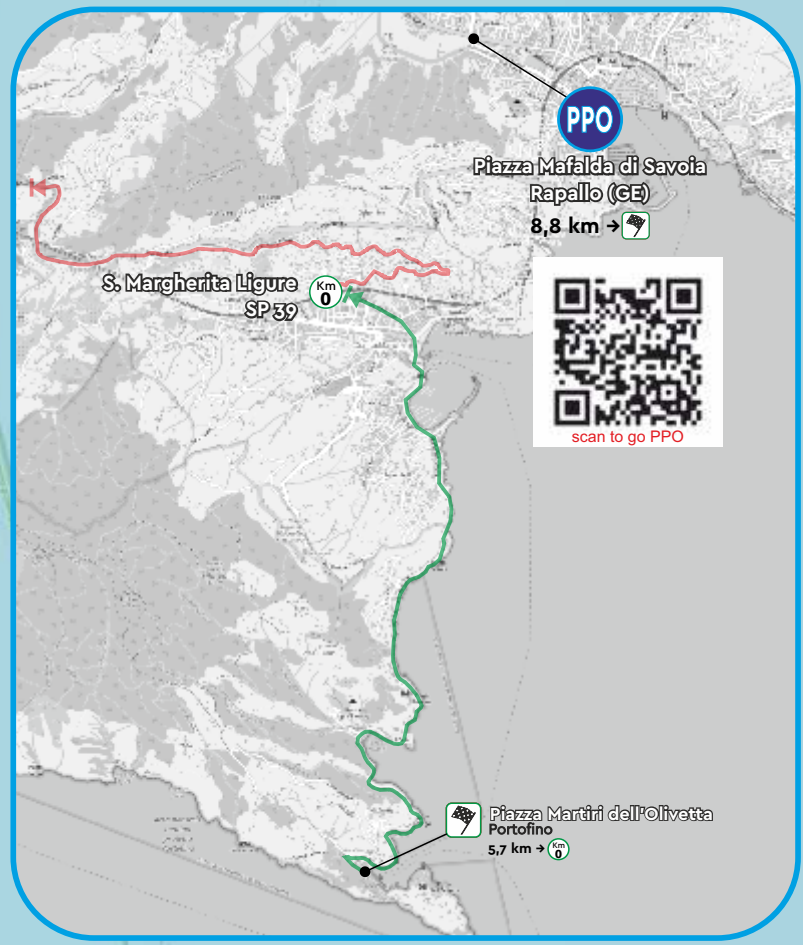 PPO
Piazza Mafalda di Savoia
Rapallo (GE)
8,8 km →
S. Margherita Ligure
SP 39
Km
0
scan to go PPO
Piazza Martiri dell'Olivetta
Portofino
5,7 km → Km
0